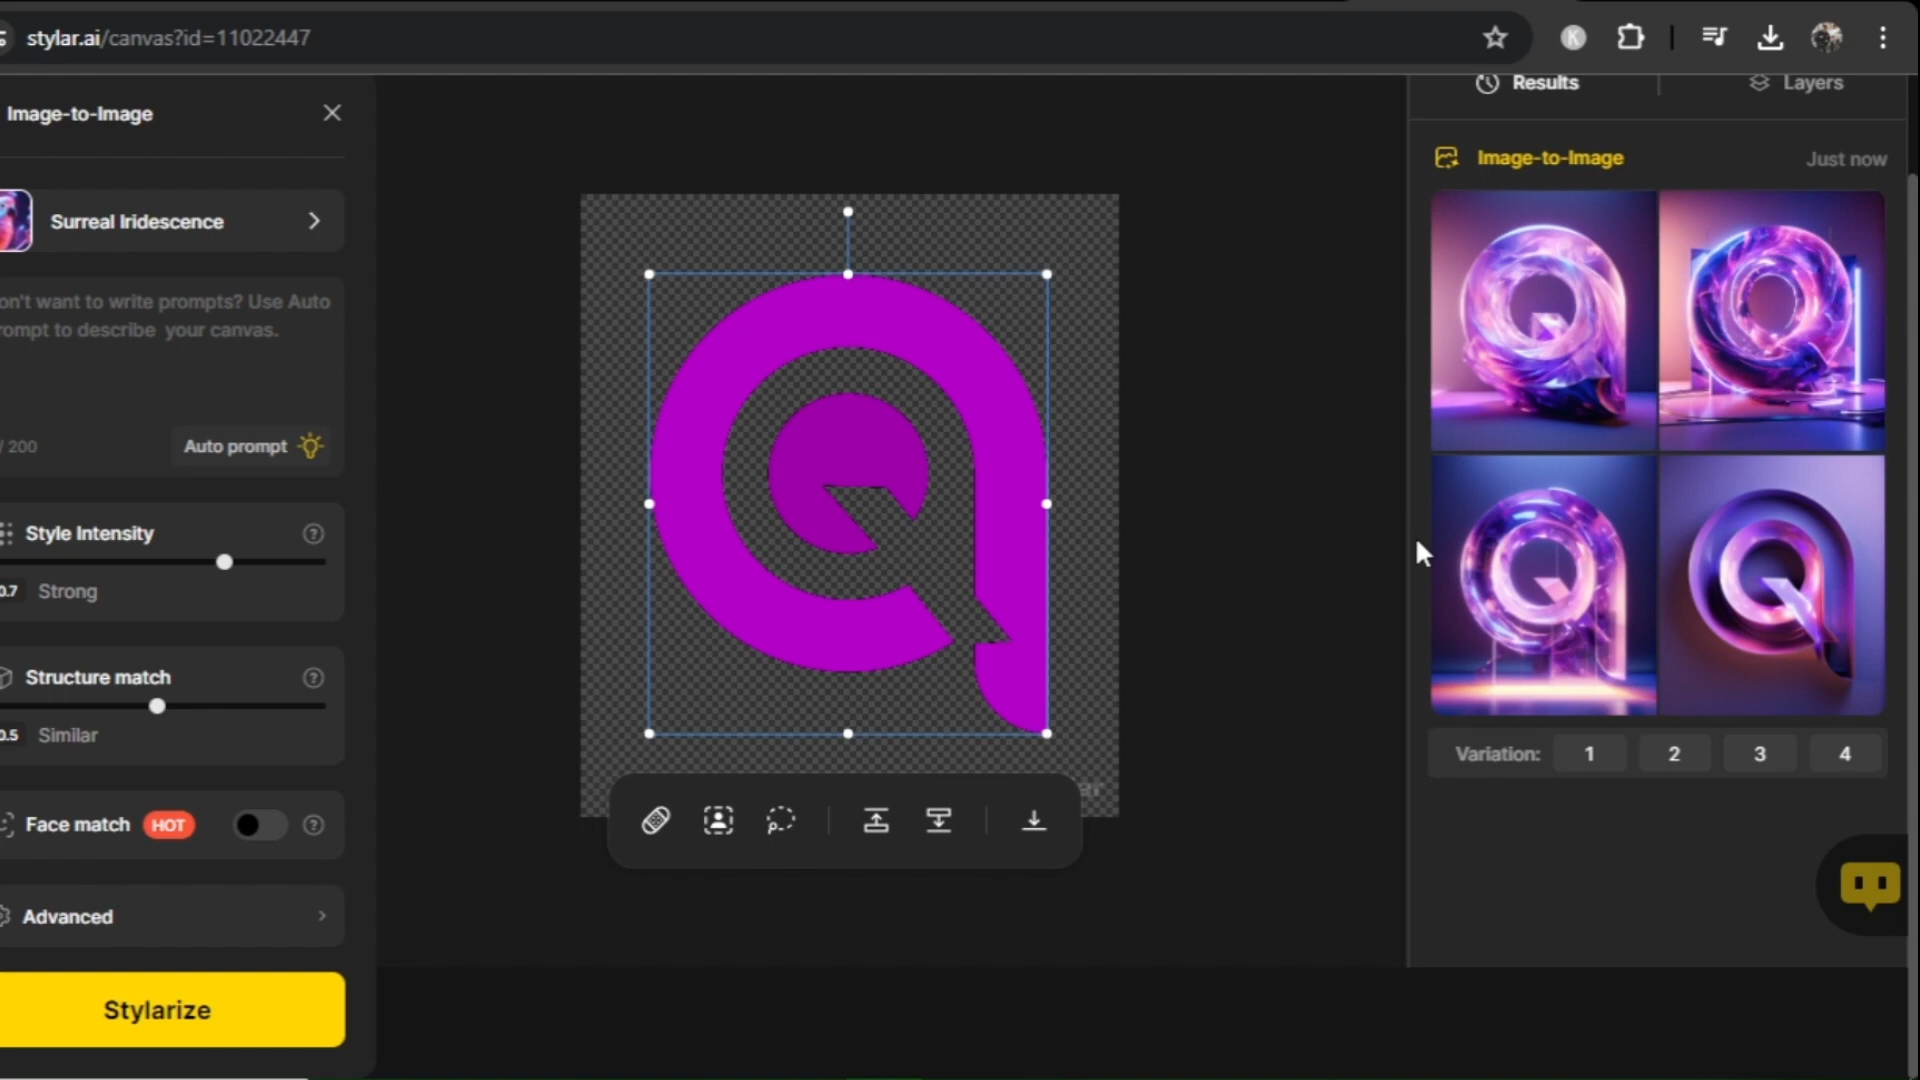 stylar.ai/canvas?id=11022447
K
Image-to-Image
Surreal Iridescence
on't want to write prompts? Use Auto
rompt to describe your canvas.
/ 200
Auto prompt
Style Intensity
0.7 Strong
Structure match
0.5 Similar
Face match HOT
Advanced
Stylarize
Results
Layers
Image-to-Image
Just now
Variation: 1 2 3 4